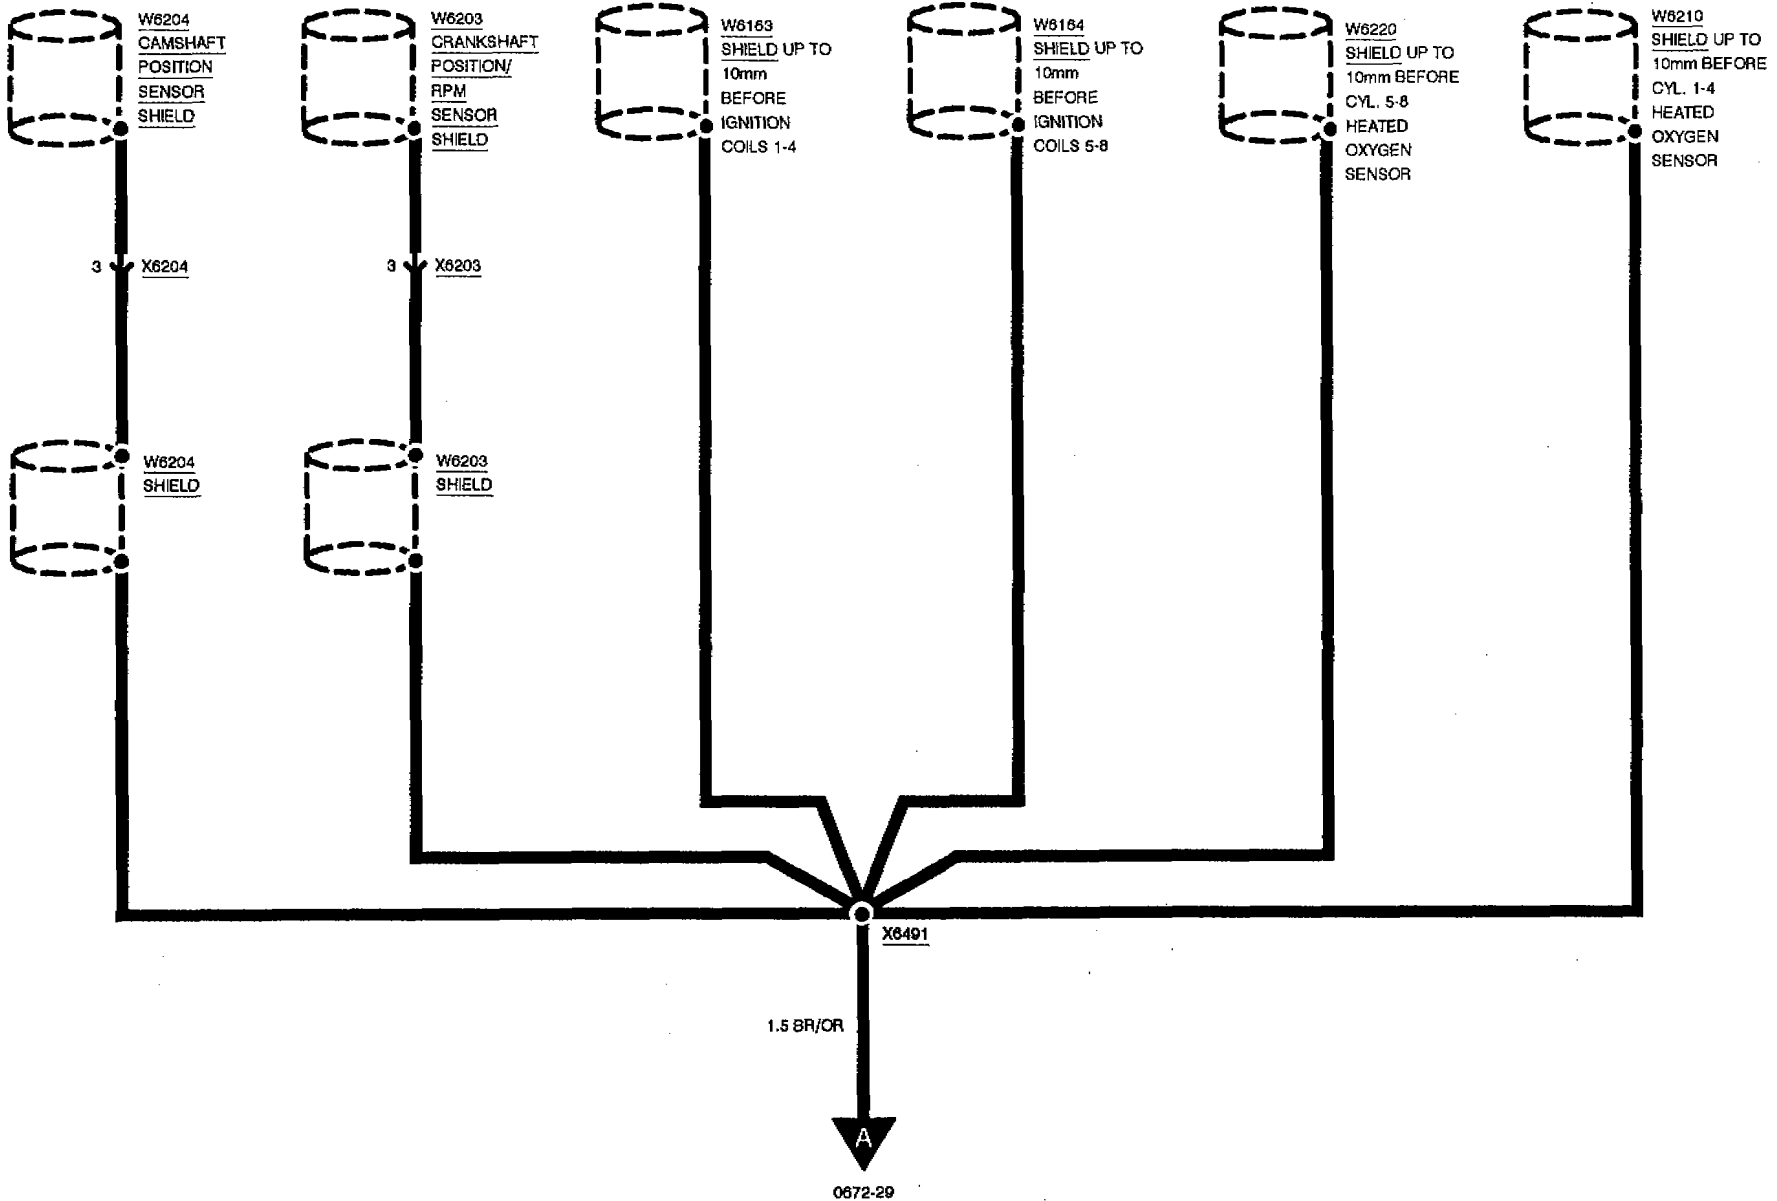 W6204
CAMSHAFT
POSITION
SENSOR
SHIELD
W6203
CRANKSHAFT
POSITION/
RPM
SENSOR
SHIELD
W6163
SHIELD UP TO
10mm
BEFORE
IGNITION
COILS 1-4
W6164
SHIELD UP TO
10mm
BEFORE
IGNITION
COILS 5-8
W6220
SHIELD UP TO
10mm BEFORE
CYL. 5-8
HEATED
OXYGEN
SENSOR
W6210
SHIELD UP TO
10mm BEFORE
CYL. 1-4
HEATED
OXYGEN
SENSOR
3 X6204
3 X6203
W6204
SHIELD
W6203
SHIELD
X6491
1.5 BR/OR
A
0672-29